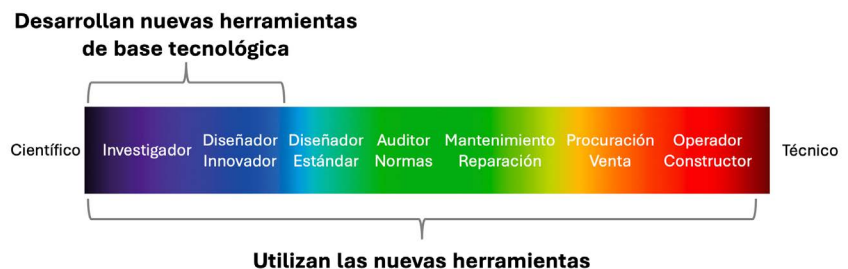 Desarrollan nuevas herramientas
de base tecnológica
Científico
Investigador
Diseñador
Innovador
Diseñador
Estándar
Auditor
Normas
Mantenimiento
Reparación
Procuración
Venta
Operador
Constructor
Técnico
Utilizan las nuevas herramientas